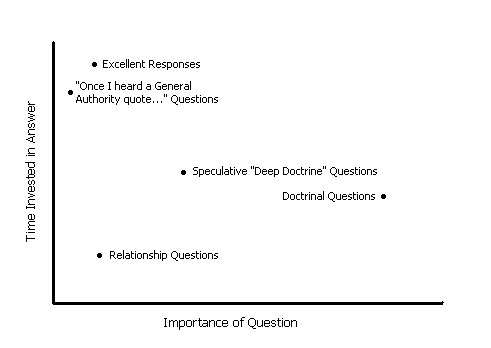 Excellent Responses
"Once I heard a General
Authority quote..." Questions
Speculative "Deep Doctrine" Questions
Doctrinal Questions
Relationship Questions
Time Invested in Answer
Importance of Question